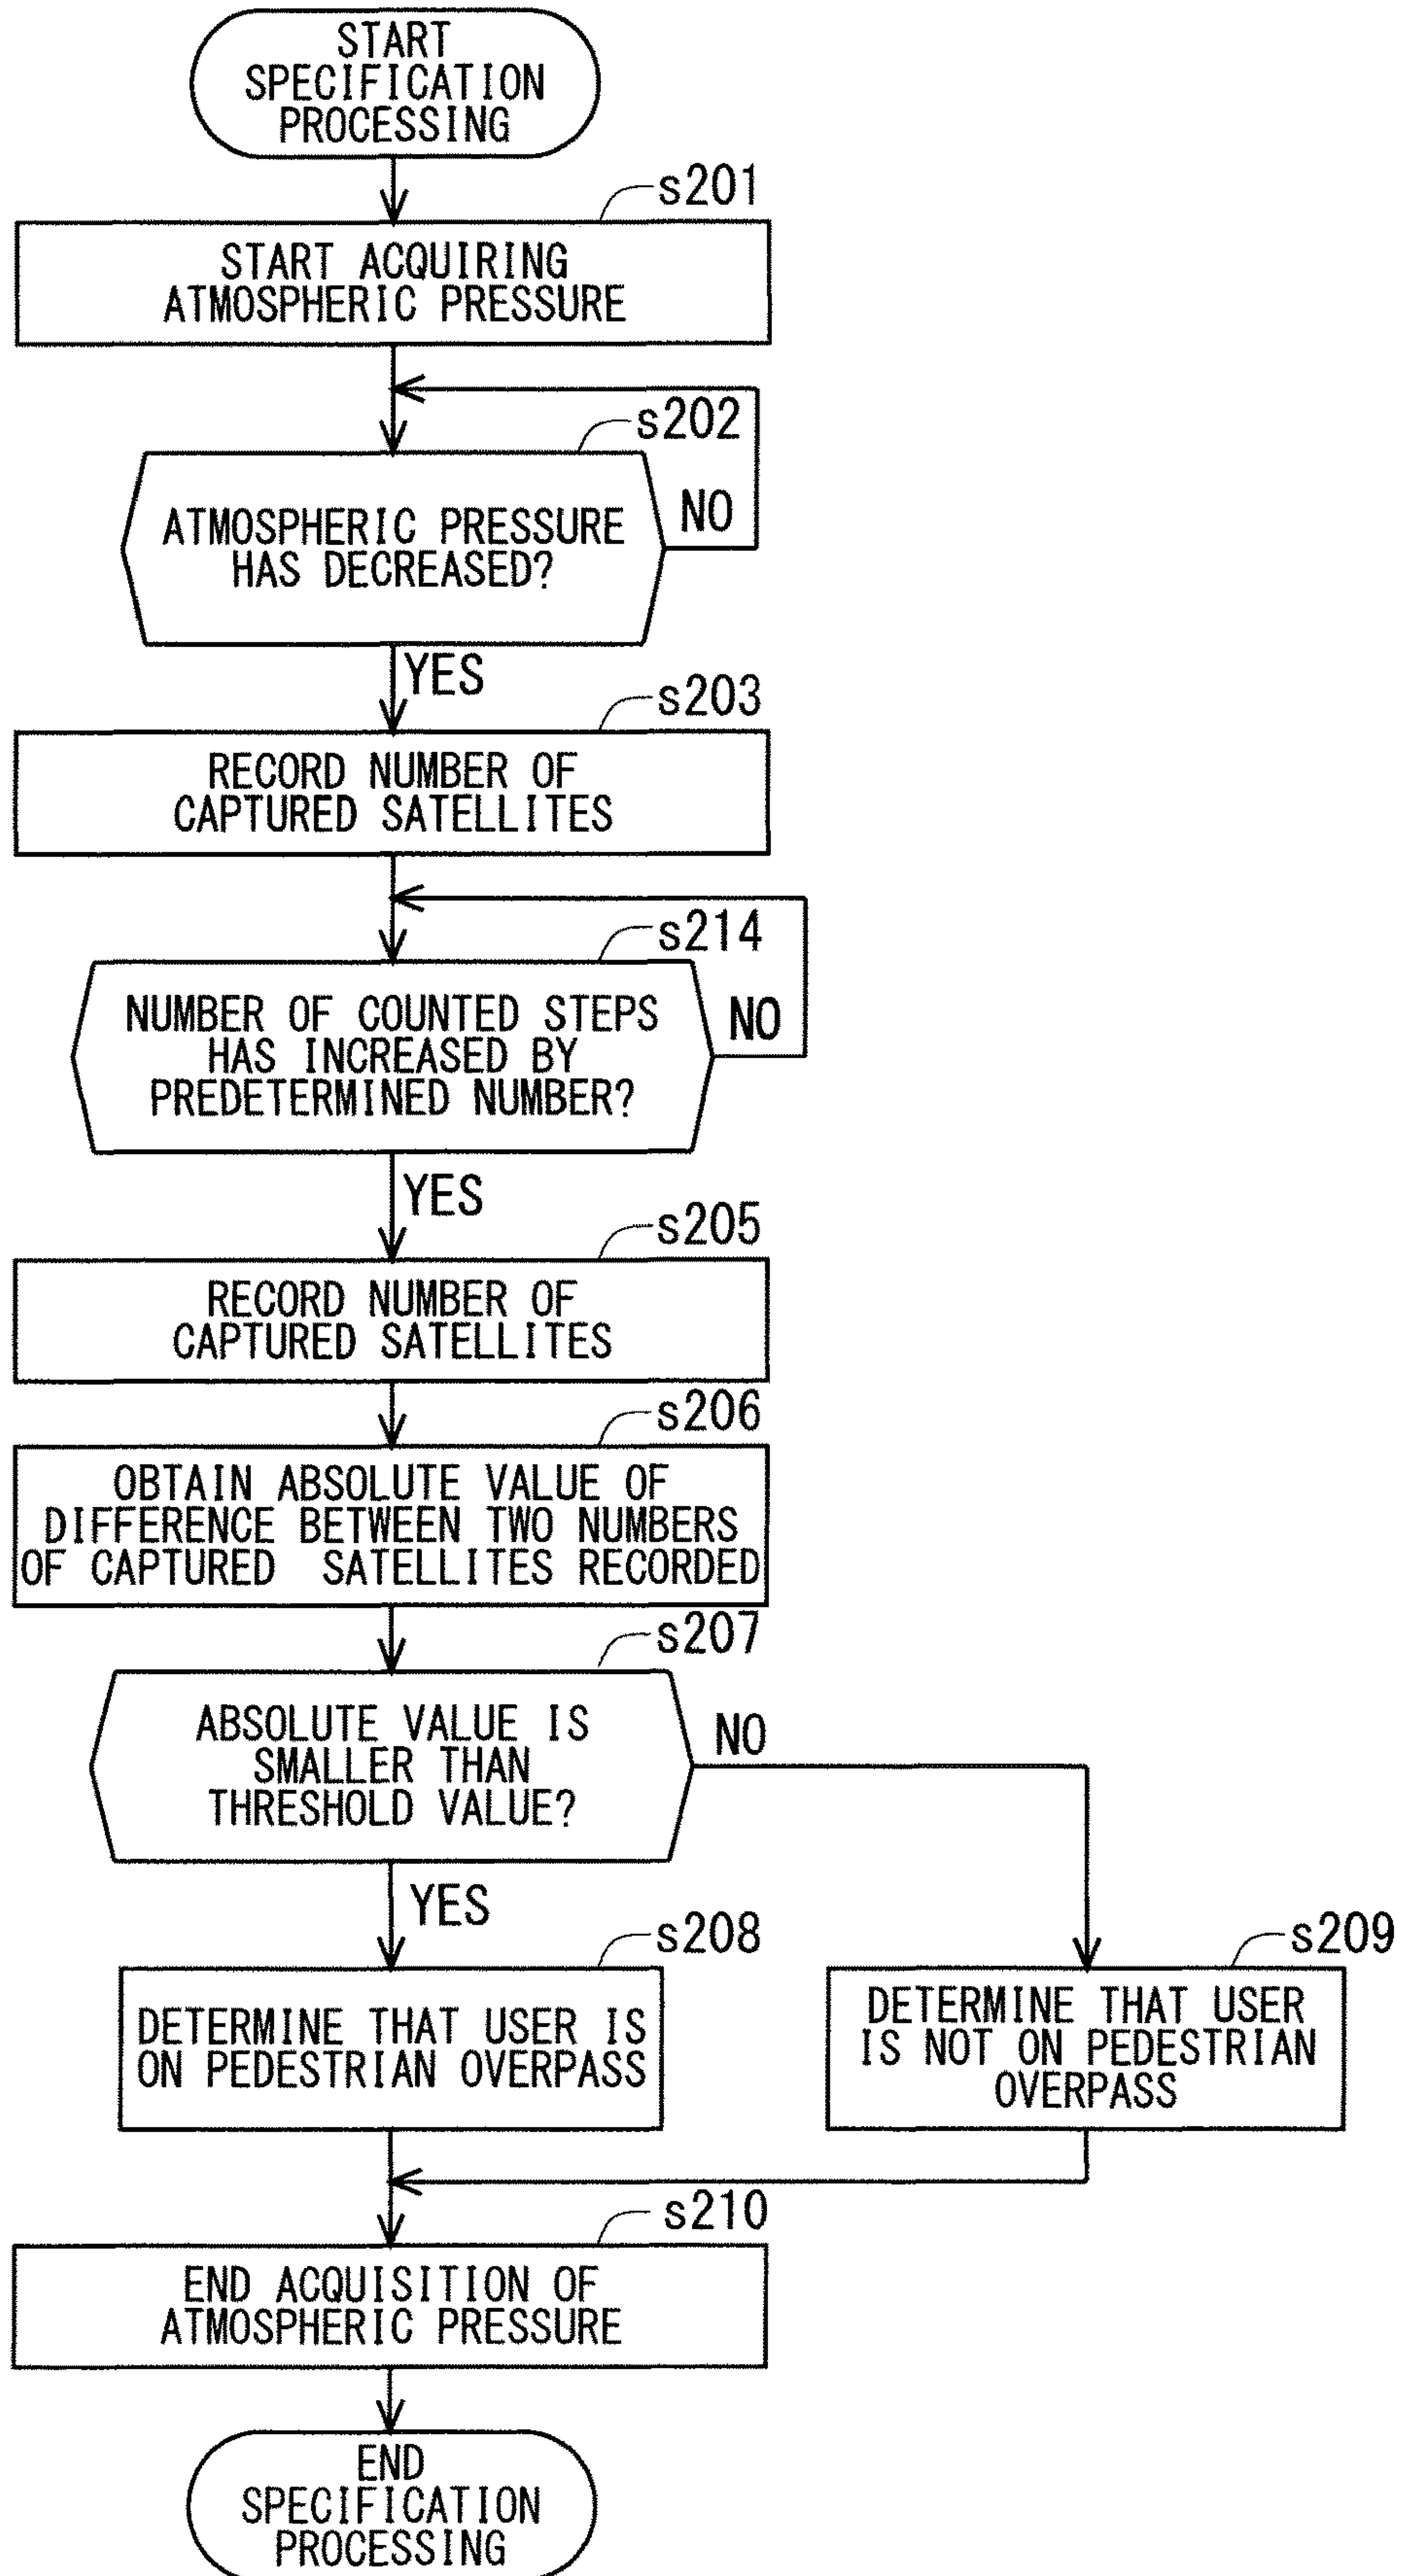 START
SPECIFICATION
PROCESSING
s201
START ACQUIRING
ATMOSPHERIC PRESSURE
s202
ATMOSPHERIC PRESSURE
HAS DECREASED?
NO
YES
s203
RECORD NUMBER OF
CAPTURED SATELLITES
s214
NUMBER OF COUNTED STEPS
HAS INCREASED BY
PREDETERMINED NUMBER?
NO
YES
s205
RECORD NUMBER OF
CAPTURED SATELLITES
s206
OBTAIN ABSOLUTE VALUE OF
DIFFERENCE BETWEEN TWO NUMBERS
OF CAPTURED SATELLITES RECORDED
s207
ABSOLUTE VALUE IS
SMALLER THAN
THRESHOLD VALUE?
NO
YES
s208
DETERMINE THAT USER IS
ON PEDESTRIAN OVERPASS
s209
DETERMINE THAT USER
IS NOT ON PEDESTRIAN
OVERPASS
s210
END ACQUISITION OF
ATMOSPHERIC PRESSURE
END
SPECIFICATION
PROCESSING